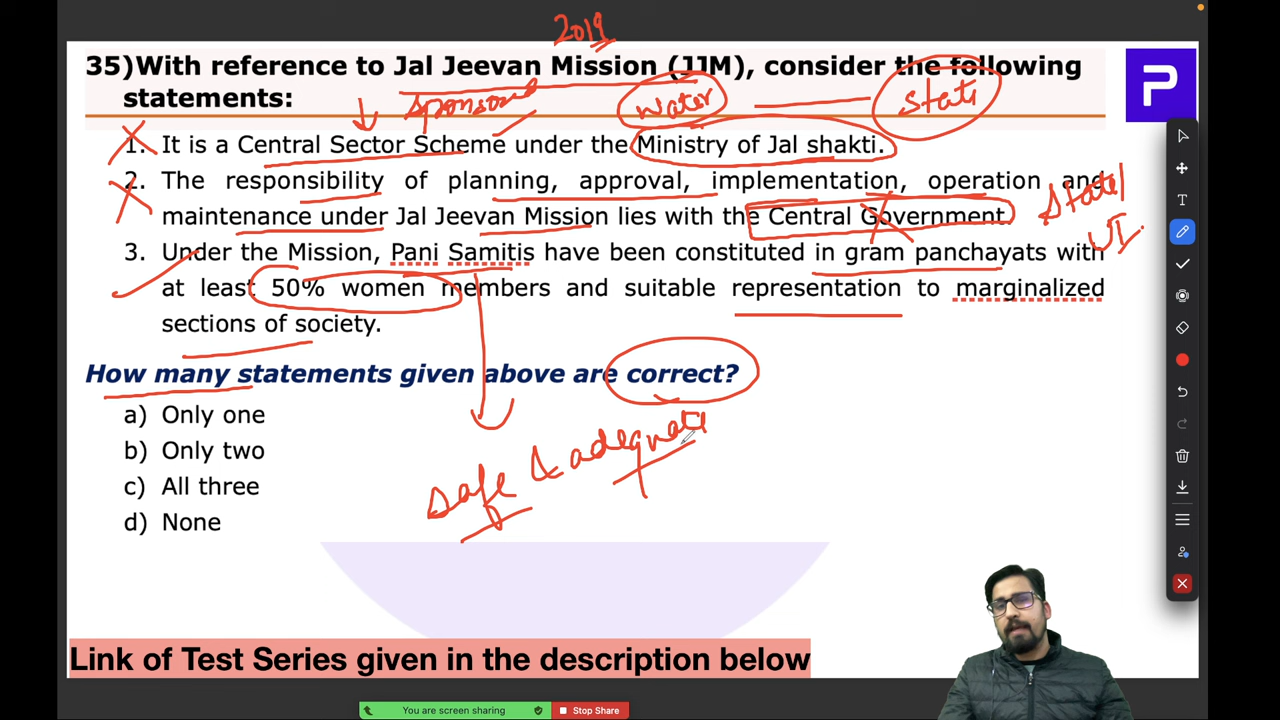 2019
35)With reference to Jal Jeevan Mission (JJM), consider the following
statements:
sponsored
water
state
1. It is a Central Sector Scheme under the Ministry of Jal shakti.
2. The responsibility of planning, approval, implementation, operation and
maintenance under Jal Jeevan Mission lies with the Central Government.
State/
UT
3. Under the Mission, Pani Samitis have been constituted in gram panchayats with
at least 50% women members and suitable representation to marginalized
sections of society.
How many statements given above are correct?
a) Only one
b) Only two
c) All three
d) None
safe & adequate
Link of Test Series given in the description below
You are screen sharing
Stop Share
P
T